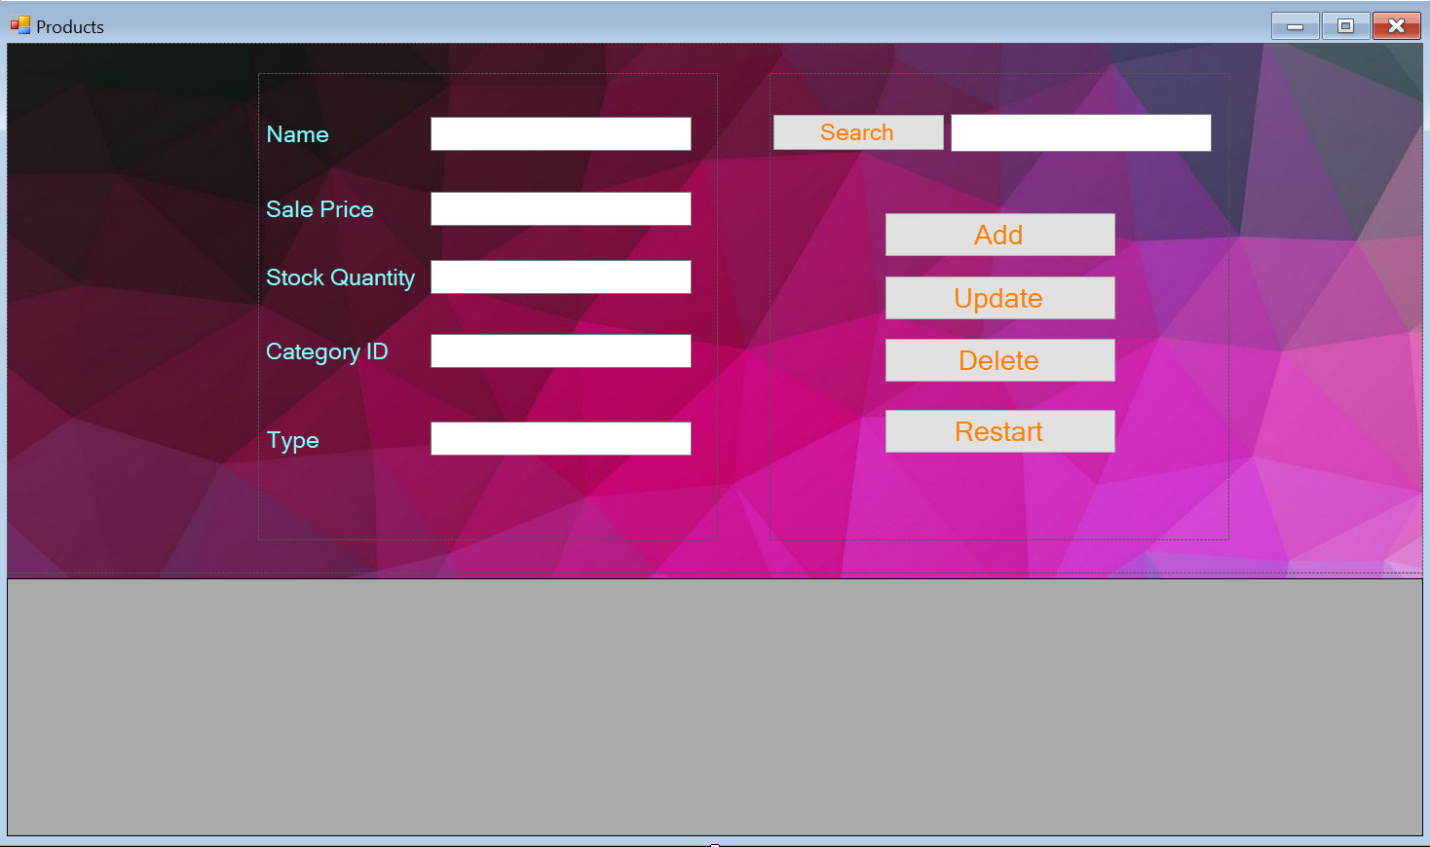 Products
Name
Sale Price
Stock Quantity
Category ID
Type
Search
Add
Update
Delete
Restart